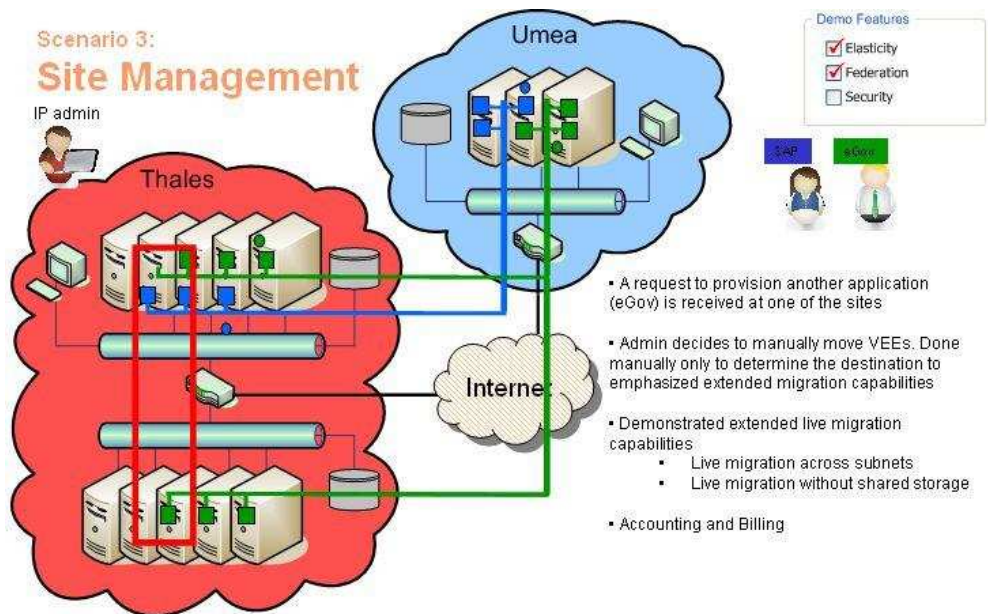 Scenario 3:
Site Management
IP admin
Thales
Umea
Internet
Demo Features
Elasticity
Federation
Security
SAP
eGov
▪ A request to provision another application
(eGov) is received at one of the sites
▪ Admin decides to manually move VEEs. Done
manually only to determine the destination to
emphasized extended migration capabilities
▪ Demonstrated extended live migration
capabilities
▪ Live migration across subnets
▪ Live migration without shared storage
▪ Accounting and Billing